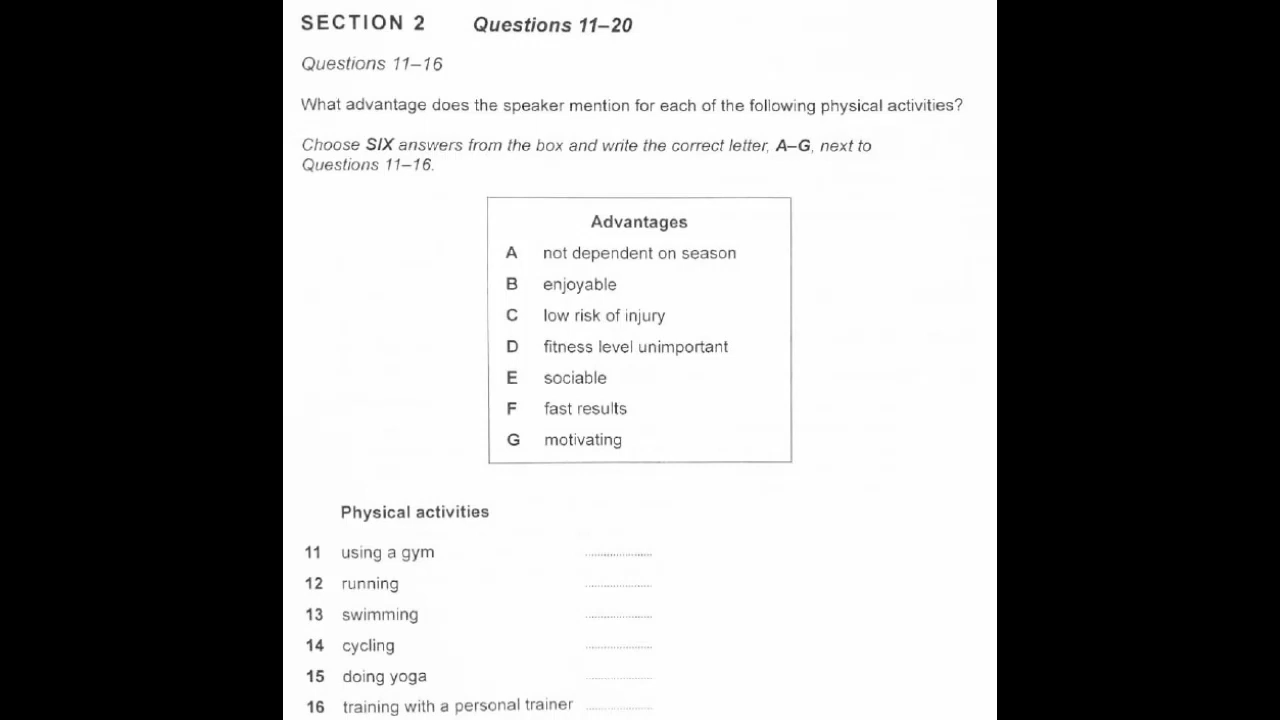 SECTION 2 Questions 11–20
Questions 11–16
What advantage does the speaker mention for each of the following physical activities?
Choose SIX answers from the box and write the correct letter, A–G, next to
Questions 11–16.
Advantages
A not dependent on season
B enjoyable
C low risk of injury
D fitness level unimportant
E sociable
F fast results
G motivating
Physical activities
11 using a gym ....................
12 running ....................
13 swimming ....................
14 cycling ....................
15 doing yoga ....................
16 training with a personal trainer ....................